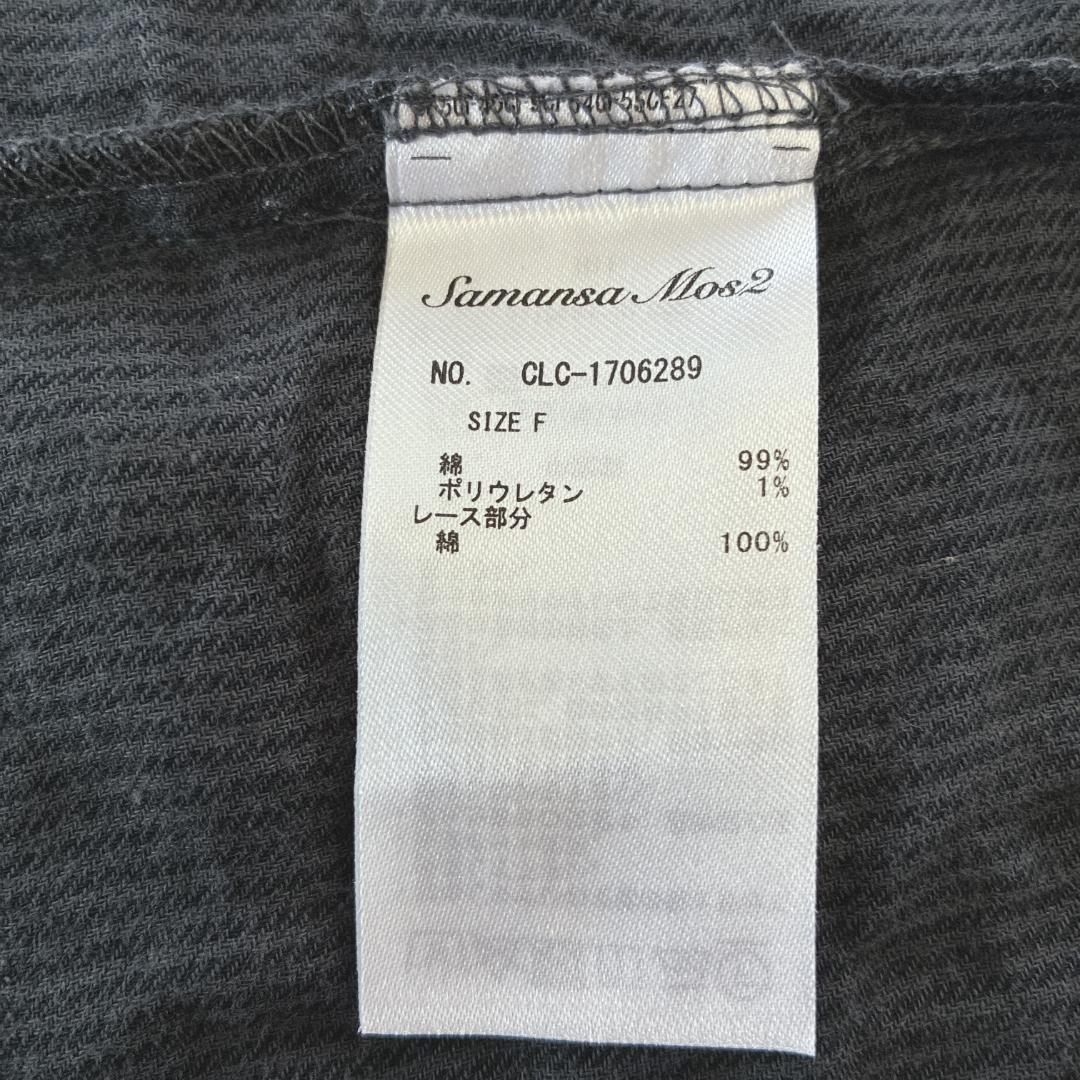 Samansa Mos2
NO. CLC-1706289
SIZE F
綿 99%
ポリウレタン 1%
レース部分
綿 100%